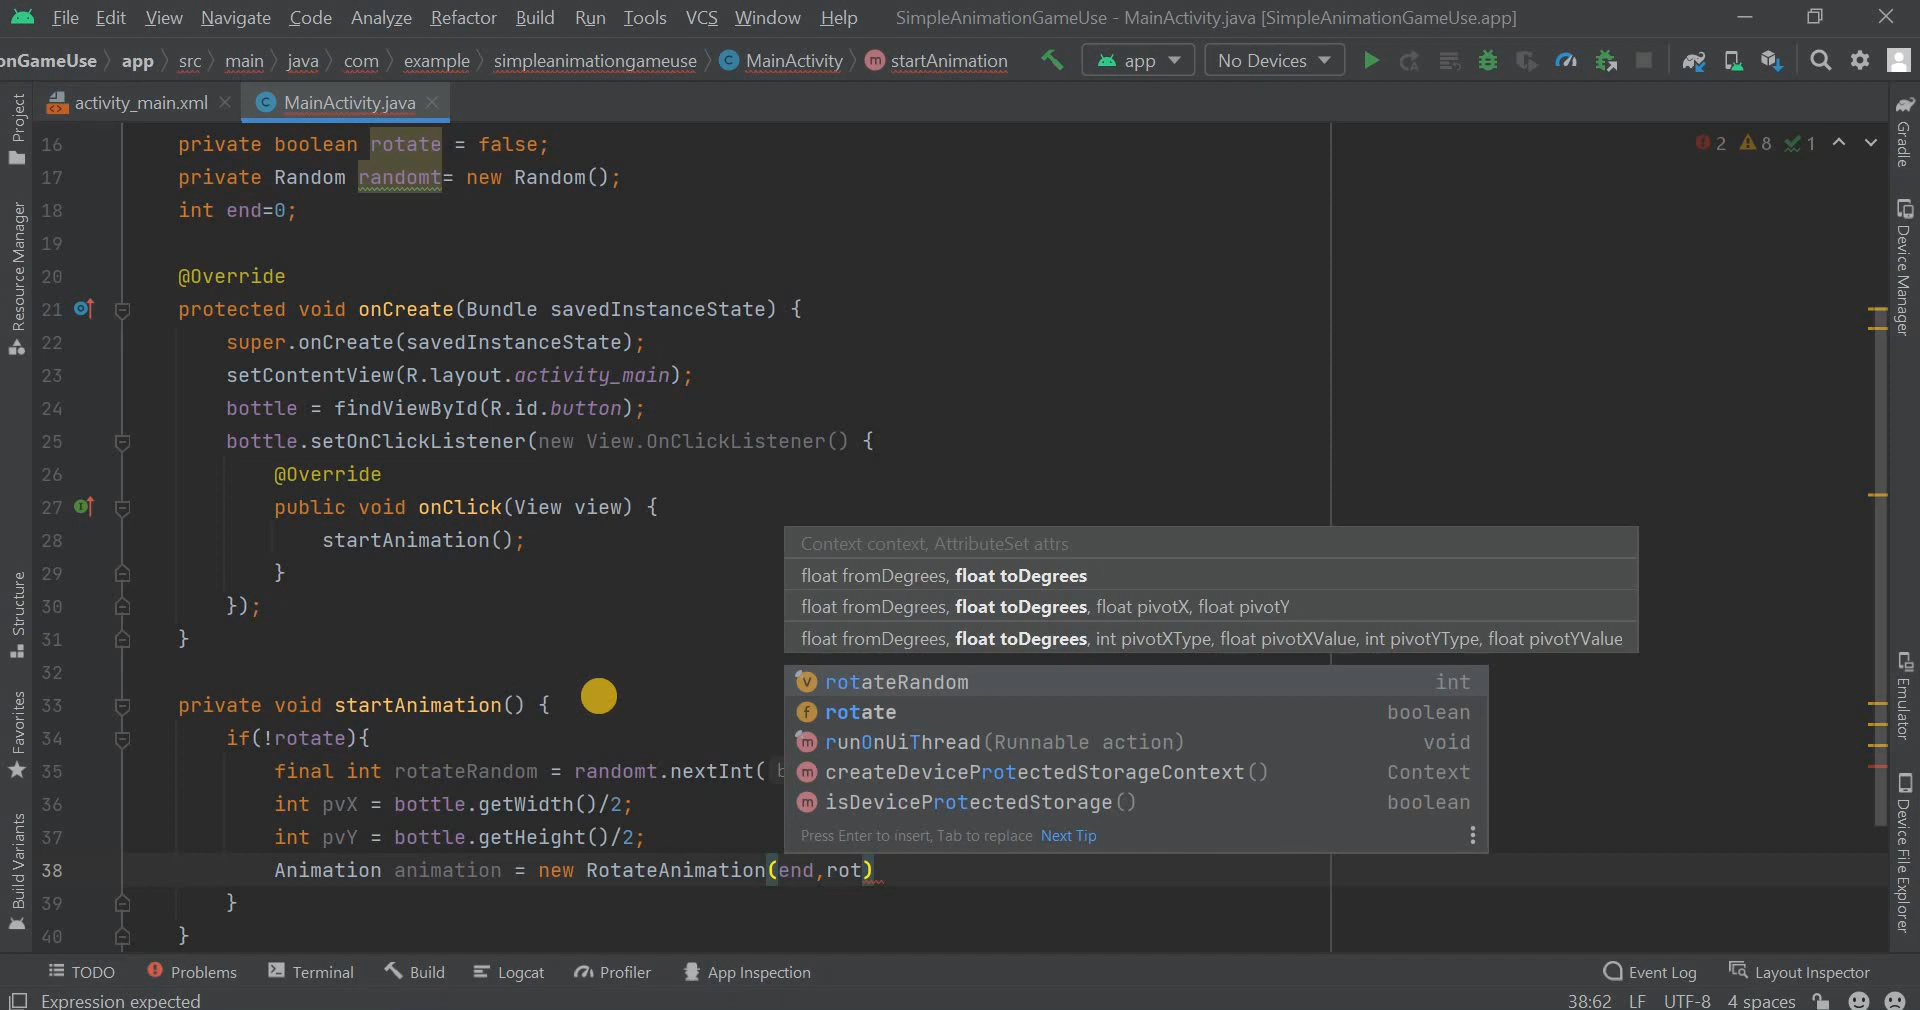 File Edit View Navigate Code Analyze Refactor Build Run Tools VCS Window Help SimpleAnimationGameUse - MainActivity.java [SimpleAnimationGameUse.app]
onGameUse app src main java com example simpleanimationgameuse MainActivity startAnimation app No Devices
activity_main.xml MainActivity.java
16 private boolean rotate = false;
17 private Random randomt= new Random();
18 int end=0;
19
20 @Override
21 protected void onCreate(Bundle savedInstanceState) {
22 super.onCreate(savedInstanceState);
23 setContentView(R.layout.activity_main);
24 bottle = findViewById(R.id.button);
25 bottle.setOnClickListener(new View.OnClickListener() {
26 @Override
27 public void onClick(View view) {
28 startAnimation();
29 }
30 });
31 }
32
33 private void startAnimation() {
34 if(!rotate){
35 final int rotateRandom = randomt.nextInt(
36 int pvX = bottle.getWidth()/2;
37 int pvY = bottle.getHeight()/2;
38 Animation animation = new RotateAnimation(end,rot)
39 }
40 }
2 8 1
Context context, AttributeSet attrs
float fromDegrees, float toDegrees
float fromDegrees, float toDegrees, float pivotX, float pivotY
float fromDegrees, float toDegrees, int pivotXType, float pivotXValue, int pivotYType, float pivotYValue
rotateRandom int
rotate boolean
runOnUiThread(Runnable action) void
createDeviceProtectedStorageContext() Context
isDeviceProtectedStorage() boolean
Press Enter to insert, Tab to replace Next Tip
Project
Resource Manager
Structure
Favorites
Build Variants
Gradle
Device Manager
Emulator
Device File Explorer
TODO Problems Terminal Build Logcat Profiler App Inspection Event Log Layout Inspector
Expression expected 38:62 LF UTF-8 4 spaces